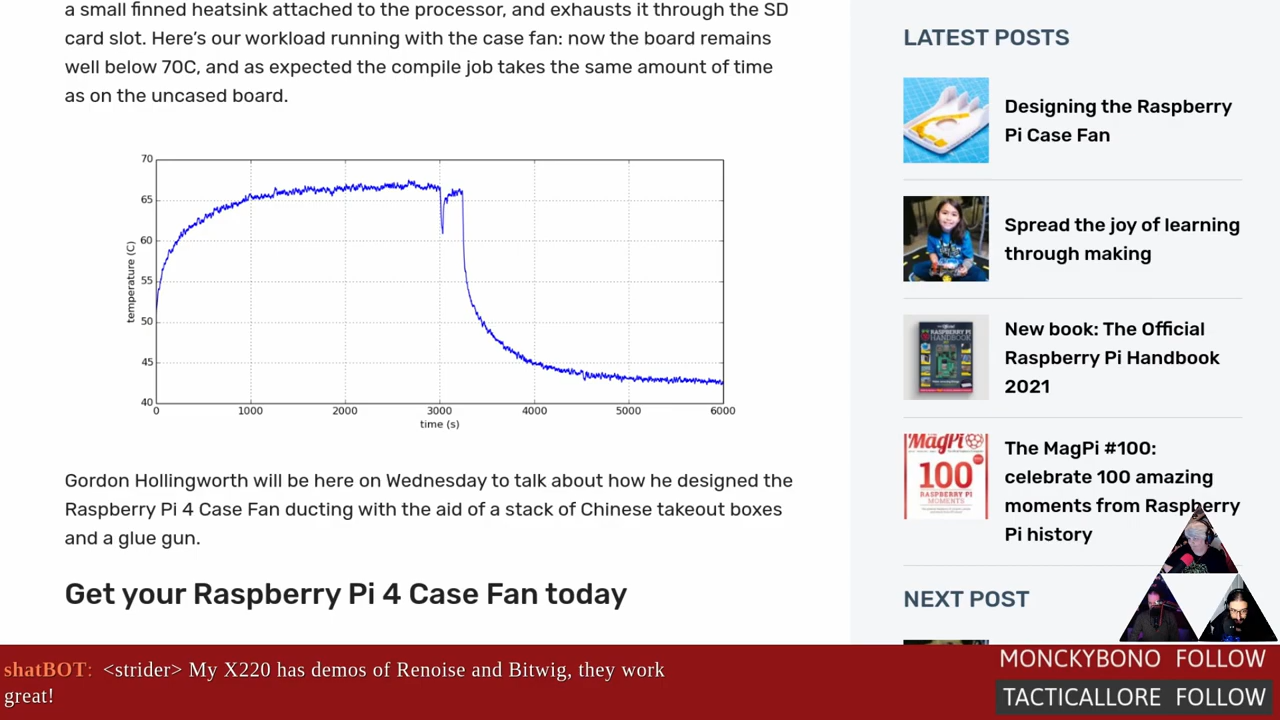 a small finned heatsink attached to the processor, and exhausts it through the SD
card slot. Here’s our workload running with the case fan: now the board remains
well below 70C, and as expected the compile job takes the same amount of time
as on the uncased board.
70
65
60
55
50
45
40
temperature (C)
0 1000 2000 3000 4000 5000 6000
time (s)
Gordon Hollingworth will be here on Wednesday to talk about how he designed the
Raspberry Pi 4 Case Fan ducting with the aid of a stack of Chinese takeout boxes
and a glue gun.
Get your Raspberry Pi 4 Case Fan today
LATEST POSTS
Designing the Raspberry
Pi Case Fan
Spread the joy of learning
through making
RASPBERRY PI
HANDBOOK
New book: The Official
Raspberry Pi Handbook
2021
MagPi
100
RASPBERRY PI
MOMENTS
The MagPi #100:
celebrate 100 amazing
moments from Raspberry
Pi history
NEXT POST
shatBOT: <strider> My X220 has demos of Renoise and Bitwig, they work
great!
MONCKYBONO FOLLOW
TACTICALLORE FOLLOW